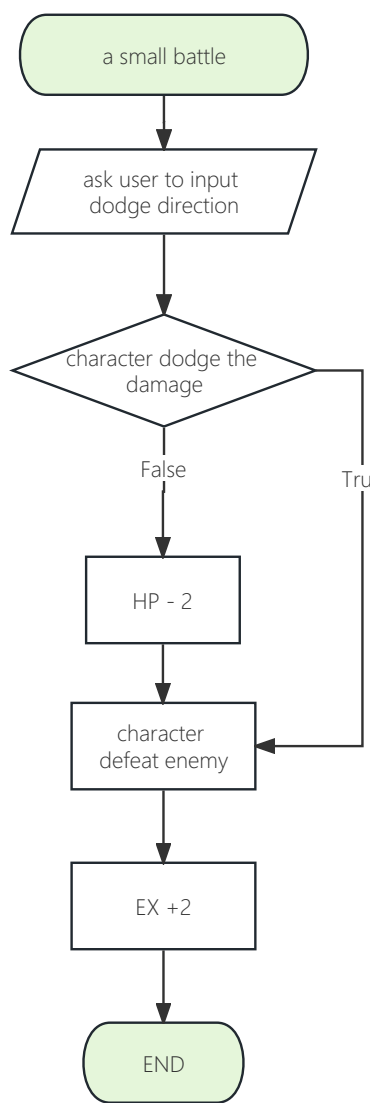 a small battle
ask user to input
dodge direction
character dodge the
damage
False
Tru
HP - 2
character
defeat enemy
EX +2
END